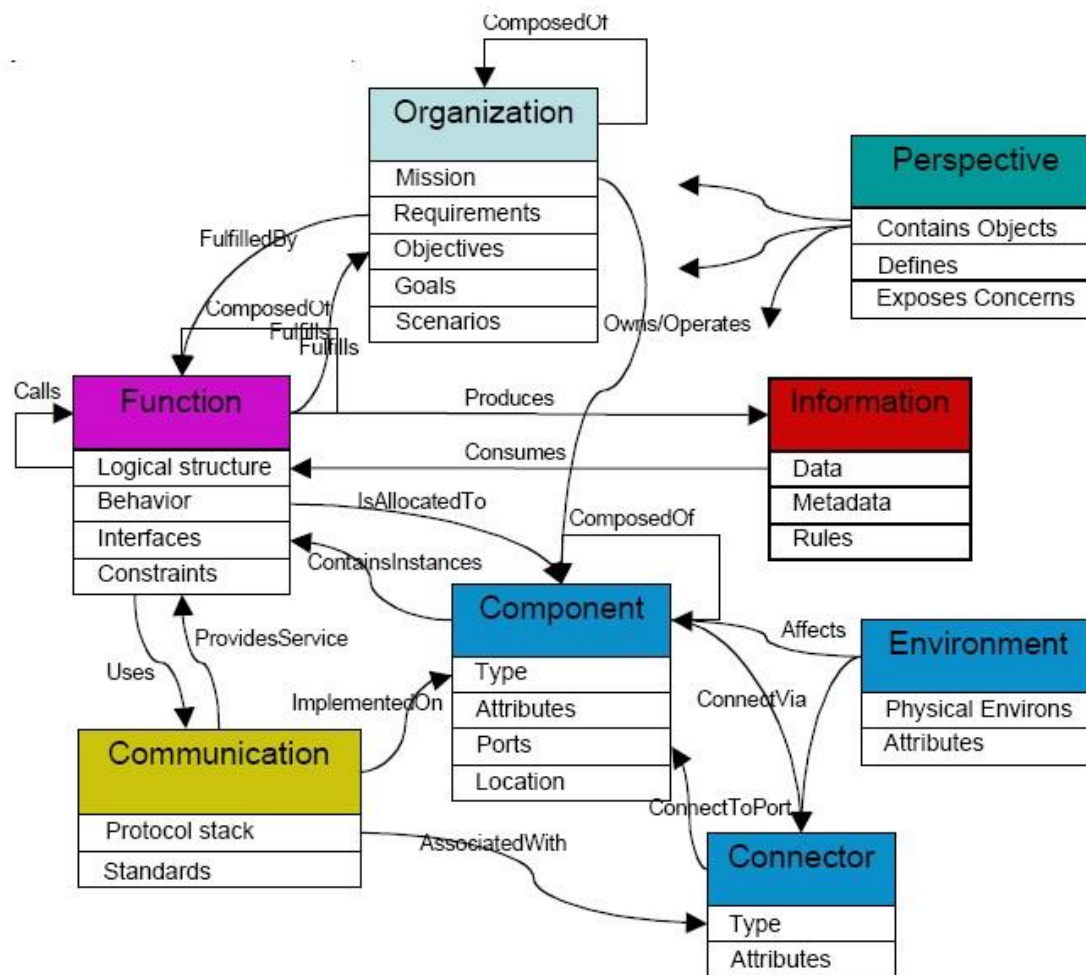 ComposedOf
Organization
Mission
Requirements
Objectives
Goals
Scenarios
Perspective
Contains Objects
Defines
Exposes Concerns
FulfilledBy
ComposedOf
Fulfills
Fulfills
Owns/Operates
Calls
Function
Logical structure
Behavior
Interfaces
Constraints
Produces
Consumes
Information
Data
Metadata
Rules
IsAllocatedTo
ComposedOf
ContainsInstances
Component
Type
Attributes
Ports
Location
Affects
Environment
Physical Environs
Attributes
ProvidesService
Uses
ImplementedOn
ConnectVia
Communication
Protocol stack
Standards
ConnectToPort
AssociatedWith
Connector
Type
Attributes